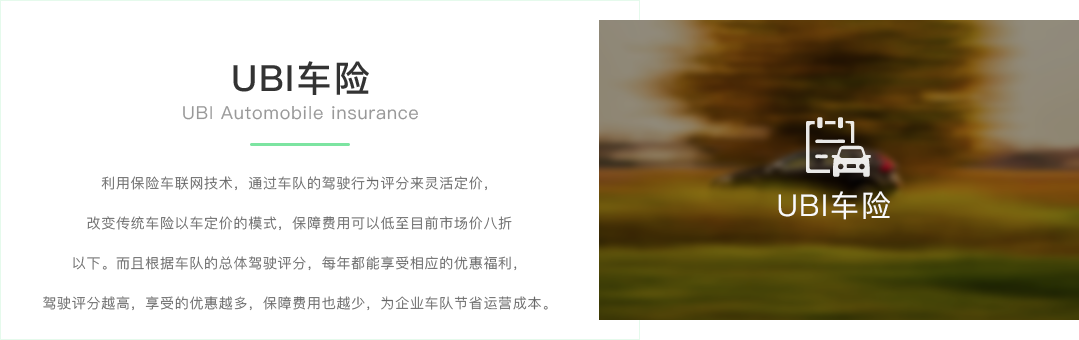 UBI车险
UBI Automobile insurance
利用保险车联网技术，通过车队的驾驶行为评分来灵活定价，
改变传统车险以车定价的模式，保障费用可以低至目前市场价八折
以下。而且根据车队的总体驾驶评分，每年都能享受相应的优惠福利，
驾驶评分越高，享受的优惠越多，保障费用也越少，为企业车队节省运营成本。
UBI车险